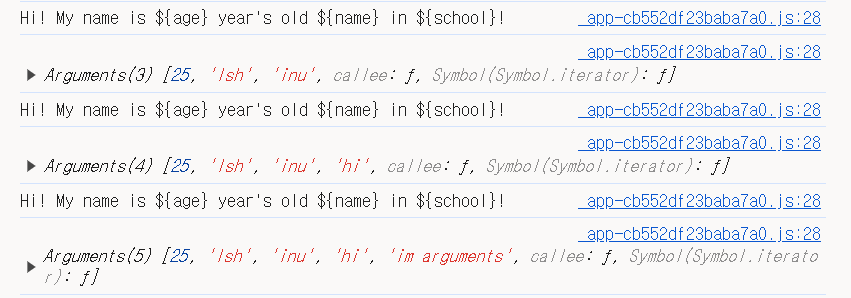 Hi! My name is ${age} year's old ${name} in ${school}! _app-cb552df23baba7a0.js:28
_app-cb552df23baba7a0.js:28
▶ Arguments(3) [25, 'lsh', 'inu', callee: ƒ, Symbol(Symbol.iterator): ƒ]
Hi! My name is ${age} year's old ${name} in ${school}! _app-cb552df23baba7a0.js:28
_app-cb552df23baba7a0.js:28
▶ Arguments(4) [25, 'lsh', 'inu', 'hi', callee: ƒ, Symbol(Symbol.iterator): ƒ]
Hi! My name is ${age} year's old ${name} in ${school}! _app-cb552df23baba7a0.js:28
_app-cb552df23baba7a0.js:28
▶ Arguments(5) [25, 'lsh', 'inu', 'hi', 'im arguments', callee: ƒ, Symbol(Symbol.iterato
r): ƒ]